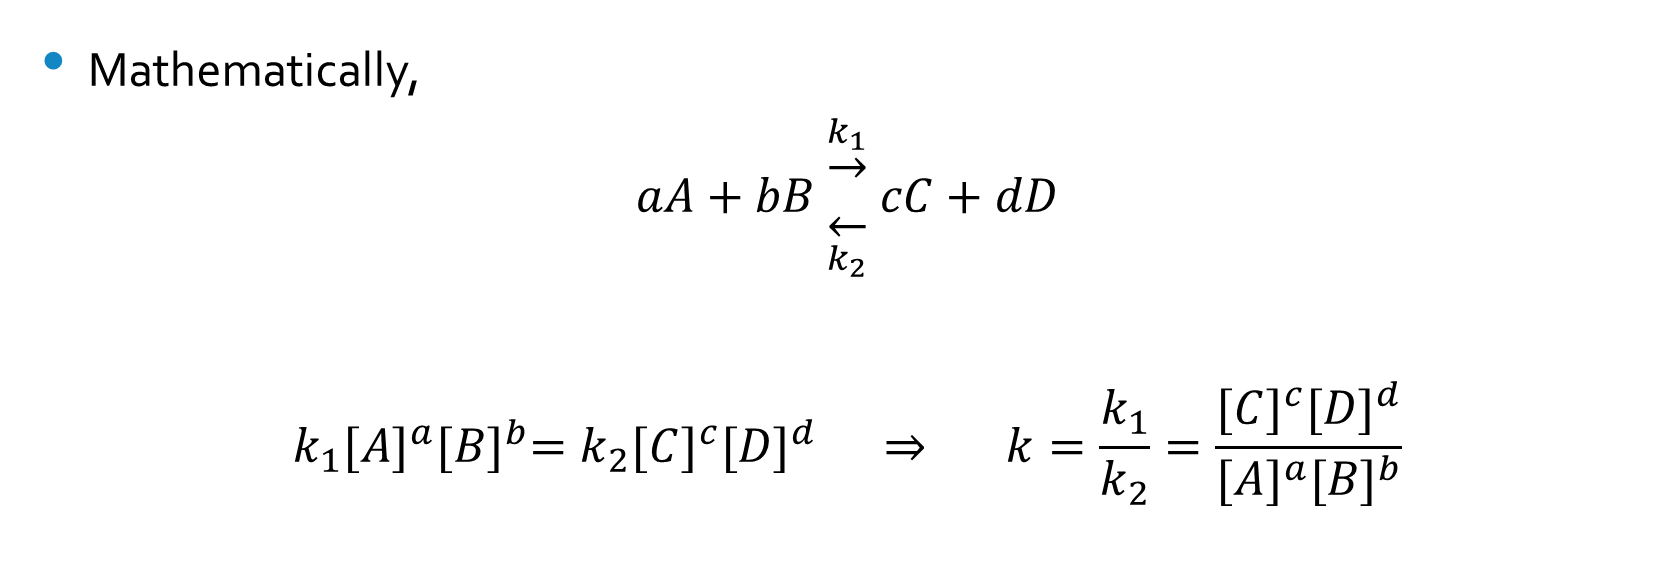 • Mathematically,
k₁
→
aA + bB cC + dD
←
k₂
k₁[A]ᵃ[B]ᵇ= k₂[C]ᶜ[D]ᵈ ⇒ k = k₁/k₂ = [C]ᶜ[D]ᵈ/[A]ᵃ[B]ᵇ